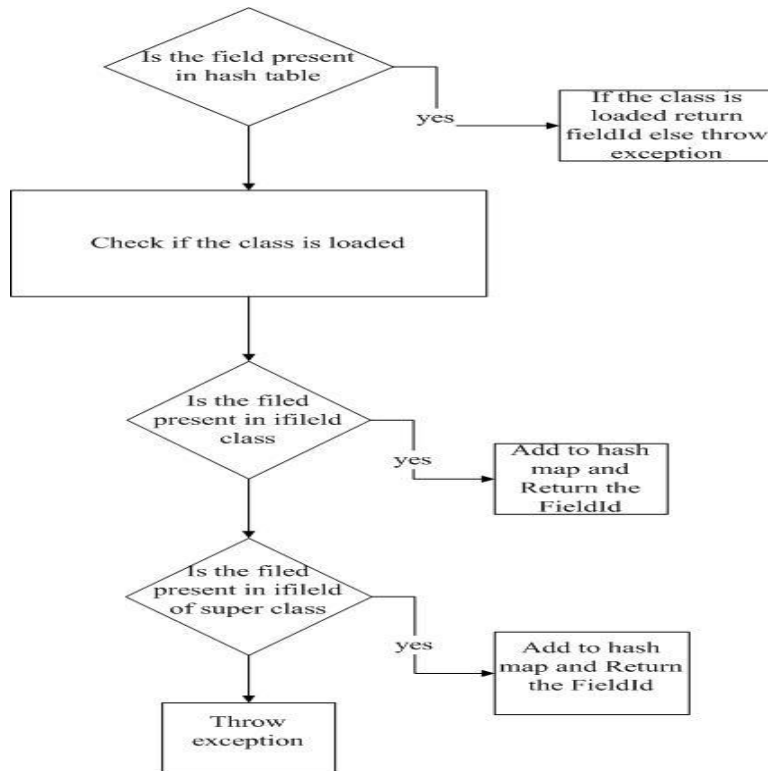 Is the field present
in hash table
yes
If the class is
loaded return
fieldId else throw
exception
Check if the class is loaded
Is the filed
present in ifileld
class
yes
Add to hash
map and
Return the
FieldId
Is the filed
present in ifileld
of super class
yes
Add to hash
map and Return
the FieldId
Throw
exception